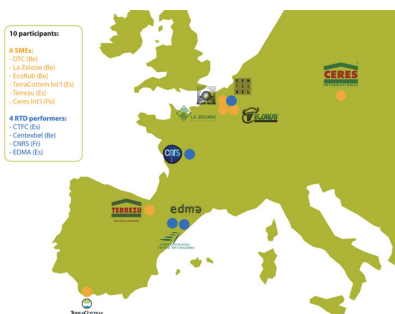 10 participants:
6 SMEs:
- DTC (Be)
- La Zeloise (Be)
- EcoRub (Be)
- TerraCottem Int'l (Es)
- Terrezu (Es)
- Ceres Int'l (Po)
4 RTD performers:
- CTFC (Es)
- Centexbel (Be)
- CNRS (Fr)
- EDMA (Es)
CERES
INTERNATIONAL
LA ZELOISE
CNRS
TERREZU
edma
TERRACOTTEM